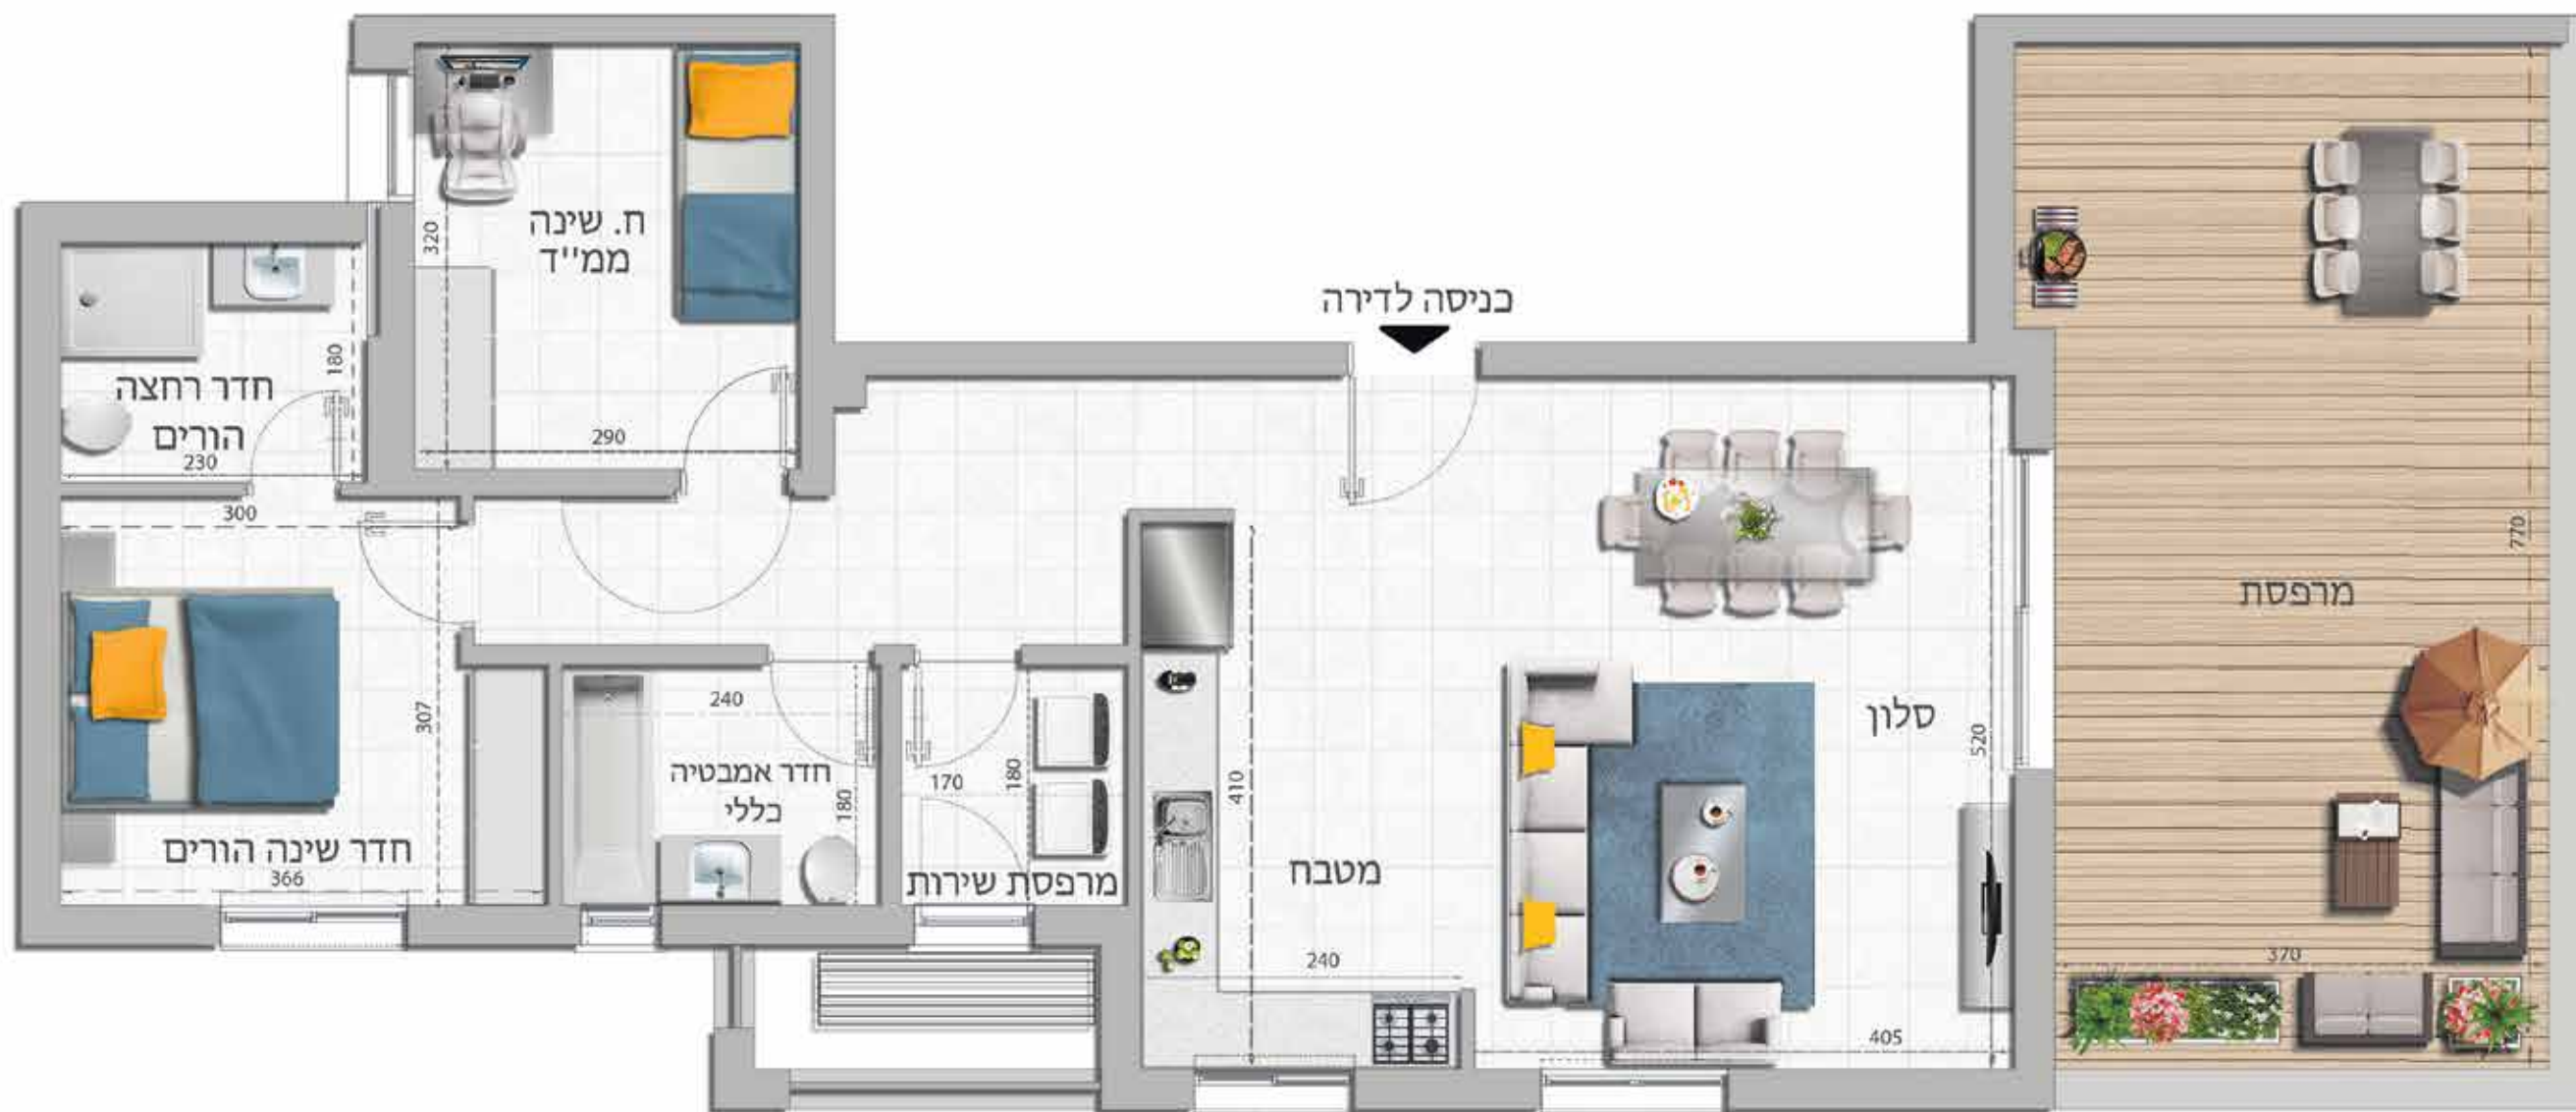 ח. שינה
ממ''ד
320
290
כניסה לדירה
חדר רחצה
הורים
180
230
300
307
חדר שינה הורים
366
240
חדר אמבטיה
כללי
180
170
180
מרפסת שירות
410
מטבח
240
סלון
520
405
מרפסת
770
370